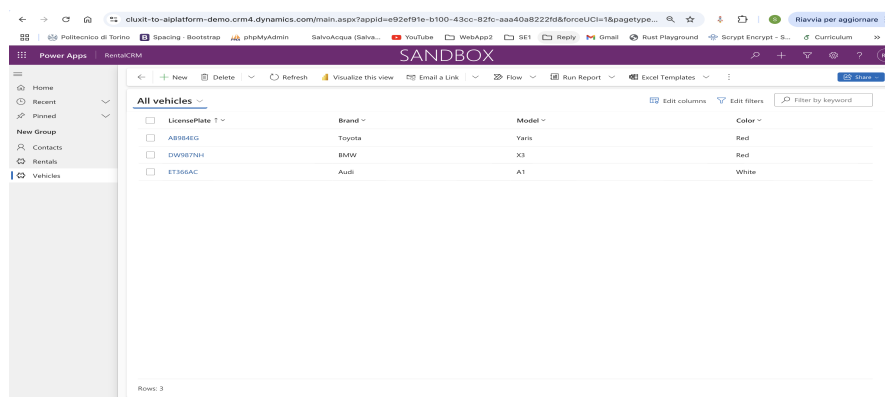 cluxit-to-aiplatform-demo.crm4.dynamics.com/main.aspx?appid=e92ef91e-b100-43cc-82fc-aaa40a8222fd&forceUCI=1&pagetype... S Riavvia per aggiornare
Politecnico di Torino B Spacing · Bootstrap phpMyAdmin SalvoAcqua (Salva... YouTube WebApp2 SE1 Reply Gmail Rust Playground Scrypt Encrypt – S... Curriculum »
Power Apps RentalCRM SANDBOX
← + New Delete Refresh Visualize this view Email a Link Flow Run Report Excel Templates Share
Home
Recent
Pinned
New Group
Contacts
Rentals
Vehicles
All vehicles Edit columns Edit filters Filter by keyword
LicensePlate ↑ Brand Model Color
AB984EG Toyota Yaris Red
DW987NH BMW X3 Red
ET366AC Audi A1 White
Rows: 3